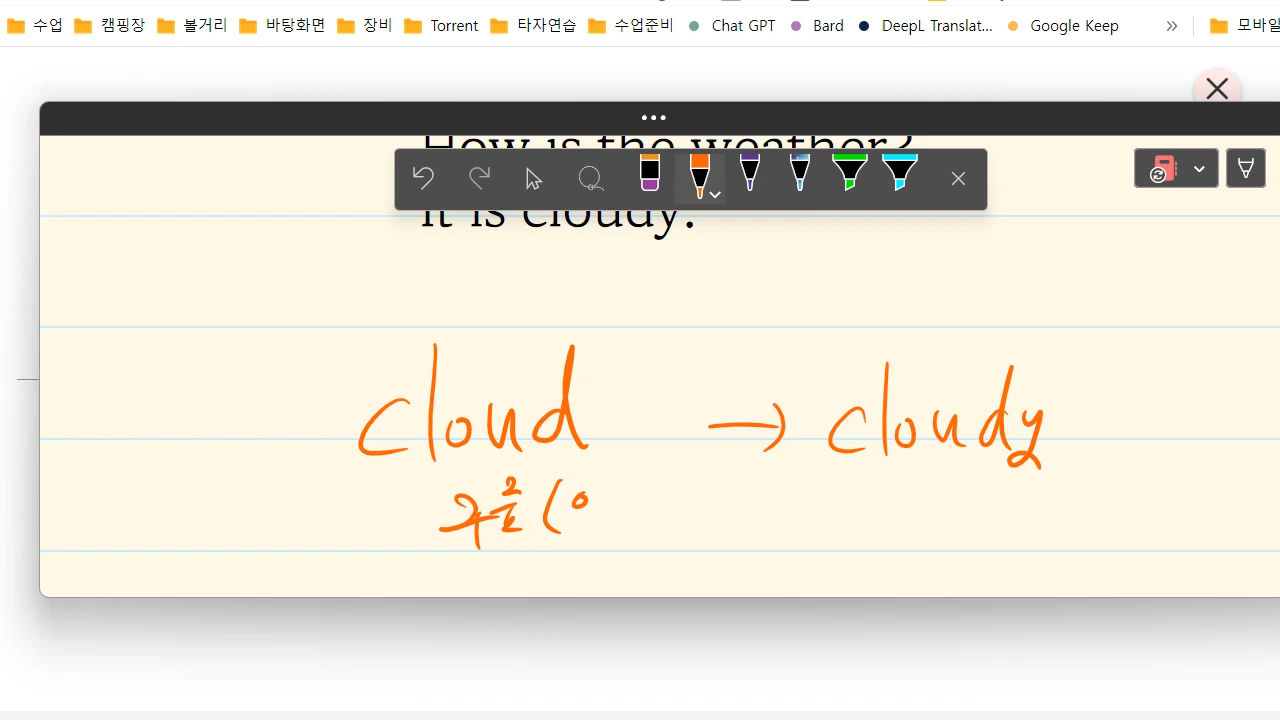 수업 캠핑장 볼거리 바탕화면 장비 Torrent 타자연습 수업준비 Chat GPT Bard DeepL Translat... Google Keep » 모바일
How is the weather?
it is cloudy.
cloud → cloudy
구름 (